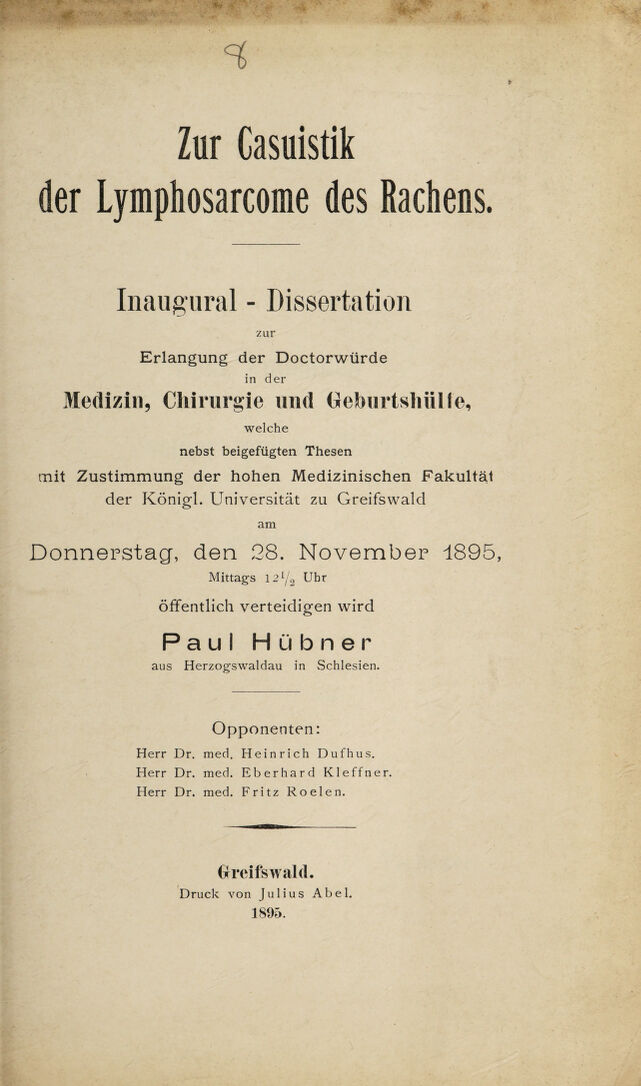 8
Zur Casuistik
der Lymphosarcome des Rachens.
Inaugural - Dissertation
zur
Erlangung der Doctorwürde
in der
Medizin, Chirurgie und Geburtshülfe,
welche
nebst beigefügten Thesen
mit Zustimmung der hohen Medizinischen Fakultät
der Königl. Universität zu Greifswald
am
Donnerstag, den 28. November 1895,
Mittags 12½ Uhr
öffentlich verteidigen wird
Paul Hübner
aus Herzogswaldau in Schlesien.
Opponenten:
Herr Dr. med. Heinrich Dufhus.
Herr Dr. med. Eberhard Kleffner.
Herr Dr. med. Fritz Roelen.
Greifswald.
Druck von Julius Abel.
1895.